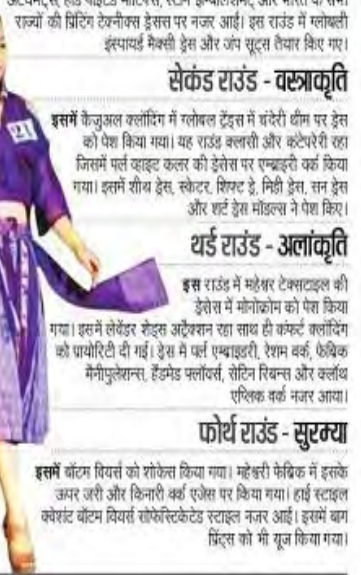 राज्यों की प्रिंटिंग टेक्नीक्स ड्रेसस पर नजर आई। इस राउंड में ग्लोबली
इंस्पायर्ड मैक्सी ड्रेस और जंप सूट्स तैयार किए गए।
सेकंड राउंड - वस्त्राकृति
इसमें कैजुअल क्लॉदिंग में ग्लोबल ट्रेंड्स में चंदेरी थीम पर ड्रेस
को पेश किया गया। यह राउंड क्लासी और कंटेपरेरी रहा
जिसमें पर्ल व्हाइट कलर की ड्रेसेस पर एम्ब्राइरी वर्क किया
गया। इसमें शीथ ड्रेस, स्केटर, शिफ्ट ड्रे, मिडी ड्रेस, सन ड्रेस
और शर्ट ड्रेस मॉडल्स ने पेश किए।
थर्ड राउंड - अलांकृति
इस राउंड में महेश्वर टेक्सटाइल की
ड्रेसेस में मोनोक्रोम को पेश किया
गया। इसमें लेवेंडर शेड्स अट्रैक्शन रहा साथ ही कंफर्ट क्लॉदिंग
को प्रायोरिटी दी गई। ड्रेस में पर्ल एम्ब्राइडरी, रेशम वर्क, फेब्रिक
मैनीपुलेशन्स, हैंडमेड फ्लॉवर्स, सेटिन रिबन्स और क्लॉथ
एप्लिक वर्क नजर आया।
फोर्थ राउंड - सुरम्या
इसमें बॉटम वियर्स को शोकेस किया गया। महेश्वरी फेब्रिक में इसके
ऊपर जरी और किनारी वर्क एजेस पर किया गया। हाई स्टाइल
क्वेशंट बॉटम वियर्स सोफेस्टिकेटेड स्टाइल नजर आई। इसमें बाग
प्रिंट्स को भी यूज किया गया।
21